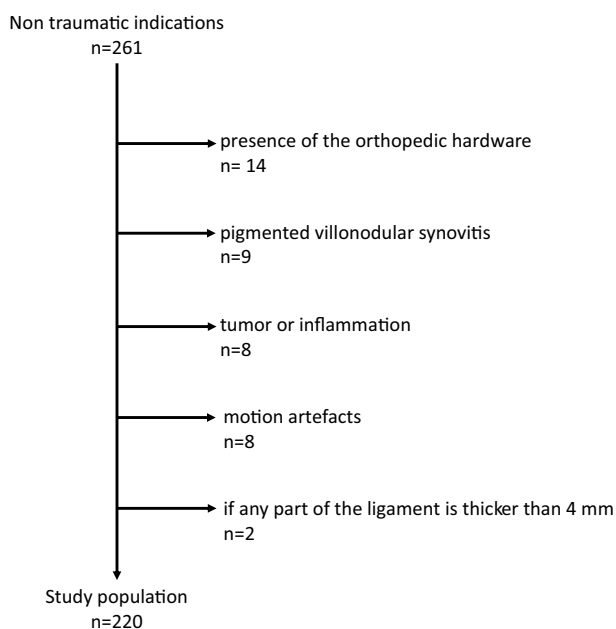 Non traumatic indications
n=261
presence of the orthopedic hardware
n= 14
pigmented villonodular synovitis
n=9
tumor or inflammation
n=8
motion artefacts
n=8
if any part of the ligament is thicker than 4 mm
n=2
Study population
n=220